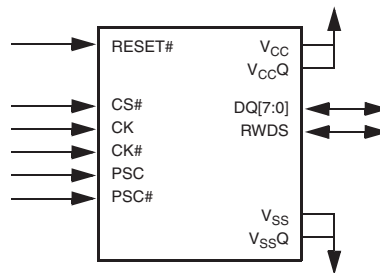 RESET#
CS#
CK
CK#
PSC
PSC#
VCC
VCCQ
DQ[7:0]
RWDS
VSS
VSSQ